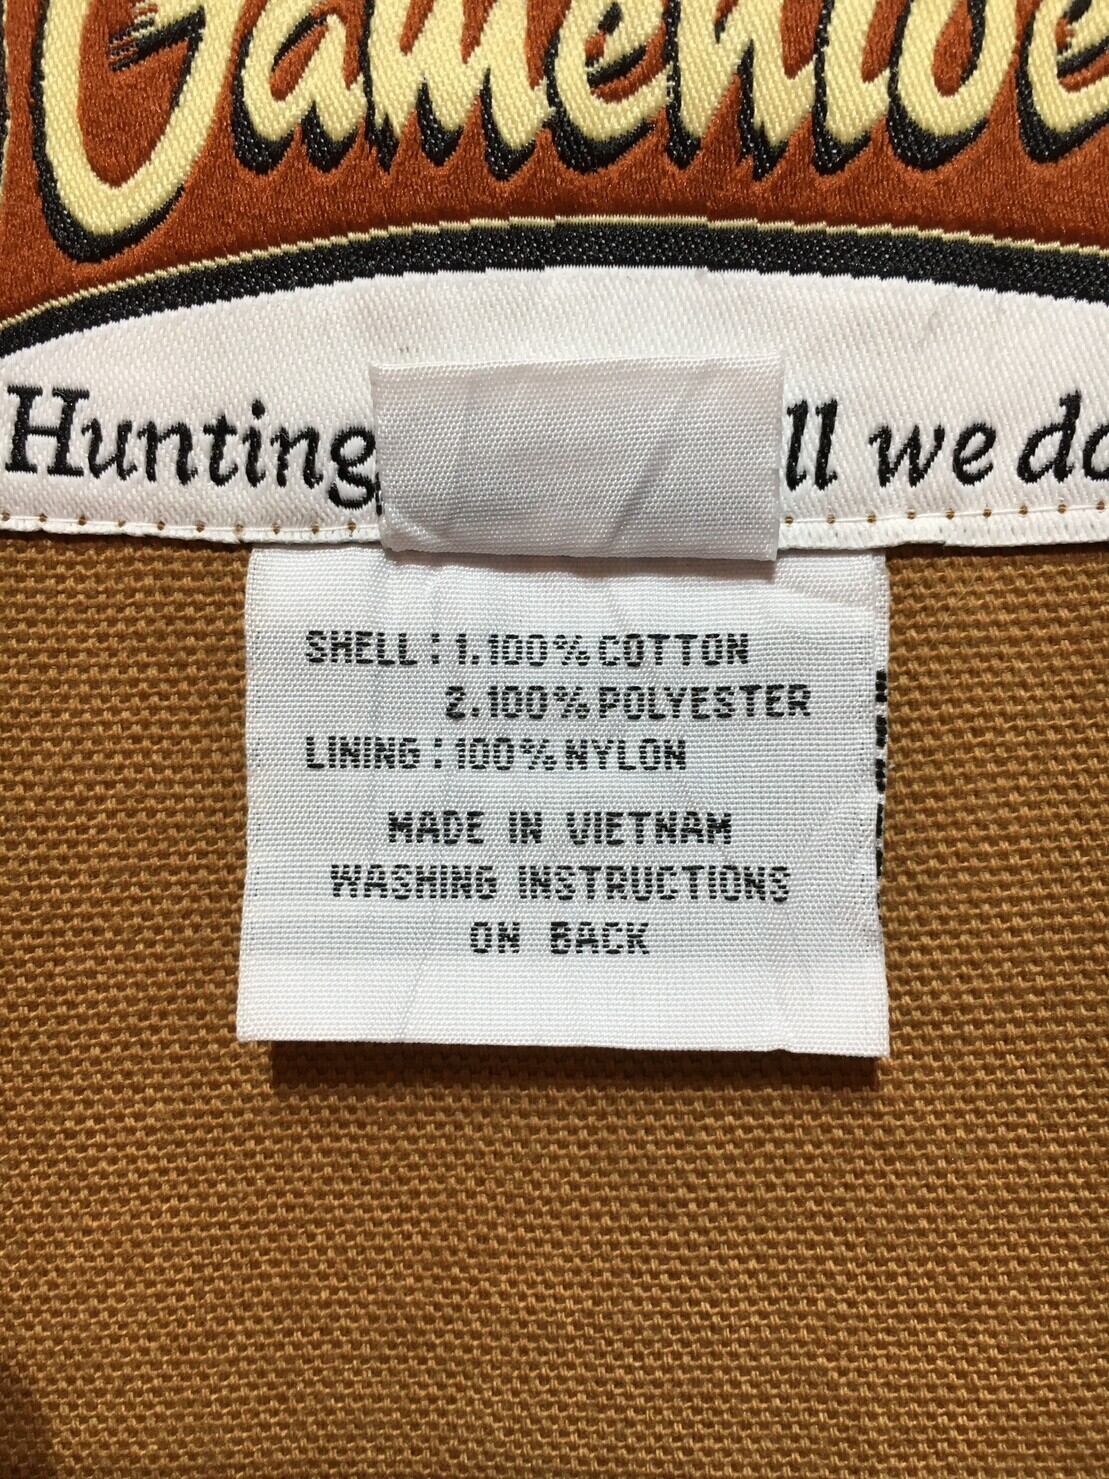 Hunting, ll we do
SHELL : 1.100% COTTON
2.100% POLYESTER
LINING : 100% NYLON
MADE IN VIETNAM
WASHING INSTRUCTIONS
ON BACK